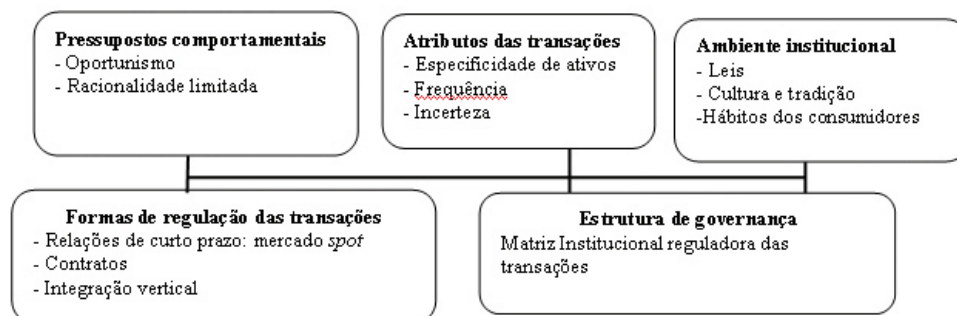 Pressupostos comportamentais
- Oportunismo
- Racionalidade limitada
Atributos das transações
- Especificidade de ativos
- Frequência
- Incerteza
Ambiente institucional
- Leis
- Cultura e tradição
-Hábitos dos consumidores
Formas de regulação das transações
- Relações de curto prazo: mercado spot
- Contratos
- Integração vertical
Estrutura de governança
Matriz Institucional reguladora das
transações